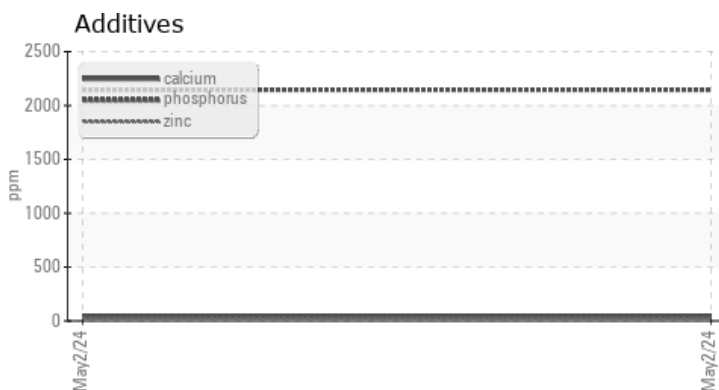 Additives
2500
2000
1500
1000
500
0
ppm
calcium
phosphorus
zinc
May2/24
May2/24